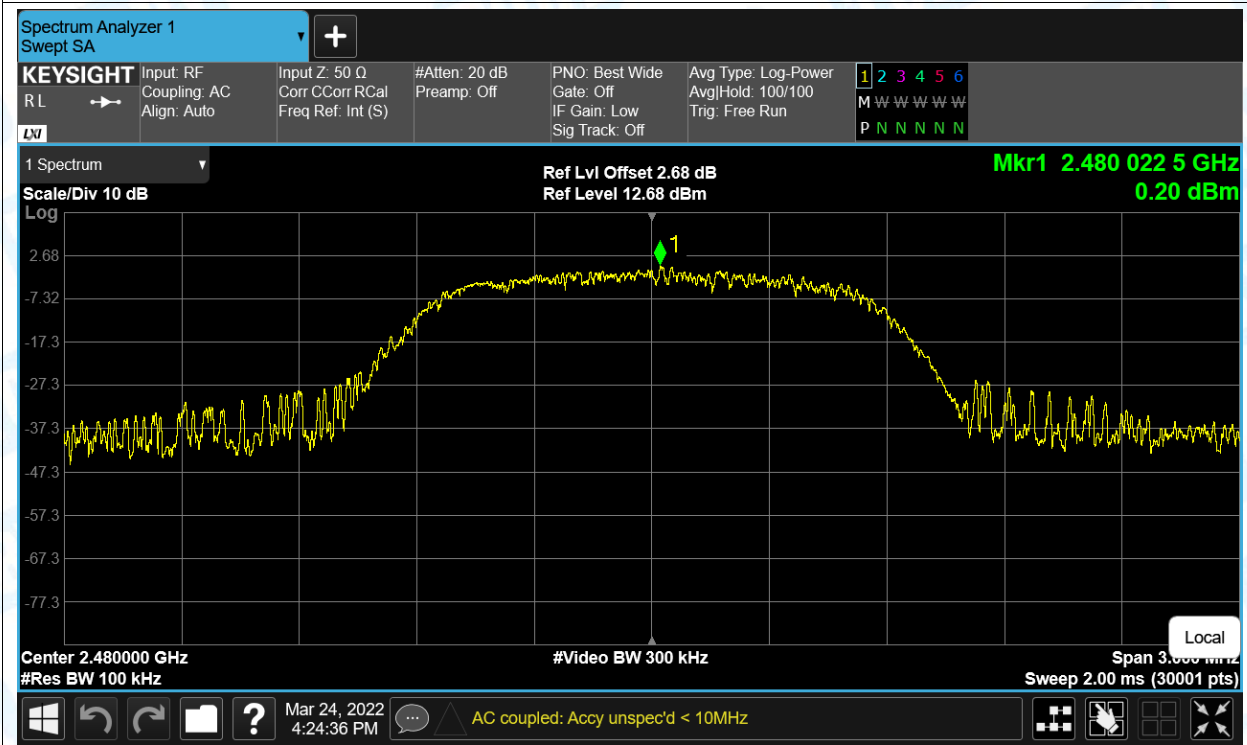 Spectrum Analyzer 1
Swept SA
+
KEYSIGHT
R L
LXI
Input: RF
Coupling: AC
Align: Auto
Input Z: 50 Ω
Corr CCorr RCal
Freq Ref: Int (S)
#Atten: 20 dB
Preamp: Off
PNO: Best Wide
Gate: Off
IF Gain: Low
Sig Track: Off
Avg Type: Log-Power
Avg|Hold: 100/100
Trig: Free Run
1 2 3 4 5 6
M W W W W W
P N N N N N
1 Spectrum
Scale/Div 10 dB
Log
Ref Lvl Offset 2.68 dB
Ref Level 12.68 dBm
Mkr1 2.480 022 5 GHz
0.20 dBm
1
2.68
-7.32
-17.3
-27.3
-37.3
-47.3
-57.3
-67.3
-77.3
Local
Center 2.480000 GHz
#Video BW 300 kHz
Span
#Res BW 100 kHz
Sweep 2.00 ms (30001 pts)
?
Mar 24, 2022
4:24:36 PM
AC coupled: Accy unspec'd < 10MHz